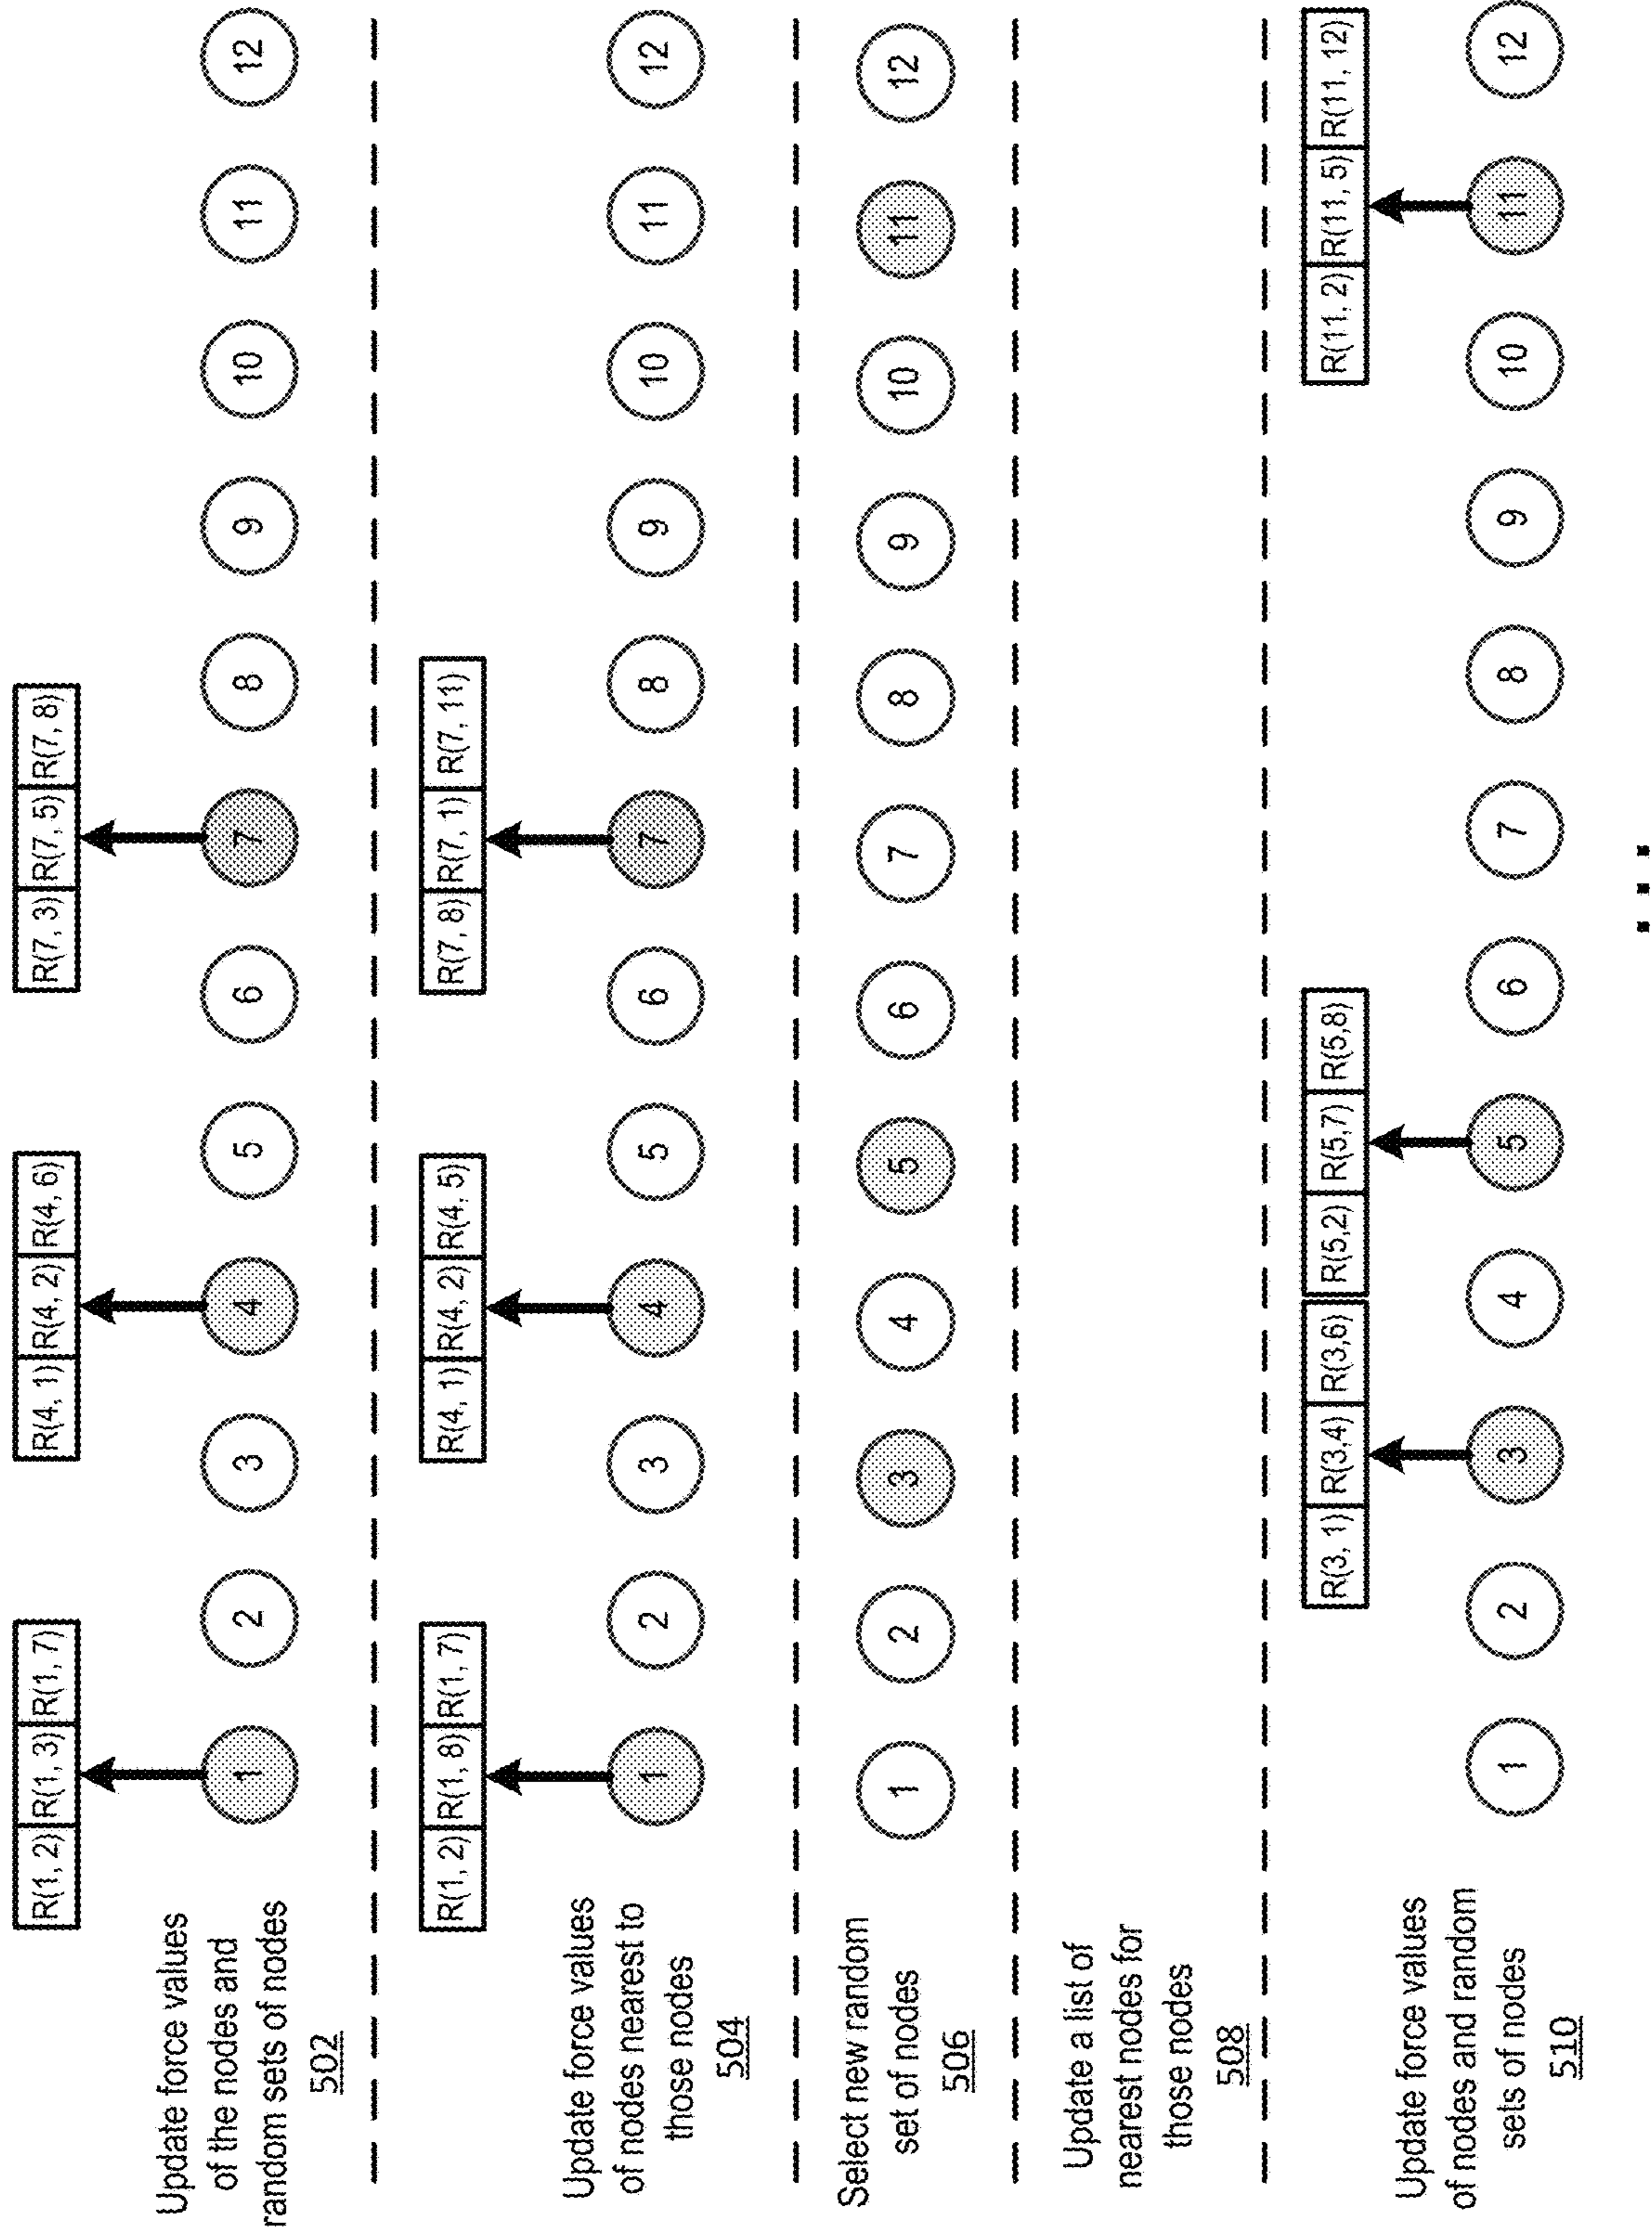 R(1, 2) R(1, 3) R(1, 7) R(4, 1) R(4, 2) R(4, 6) R(7, 3) R(7, 5) R(7, 8)
Update force values
of the nodes and
random sets of nodes
502
1 2 3 4 5 6 7 8 9 10 11 12
R(1, 2) R(1, 8) R(1, 7) R(4, 1) R(4, 2) R(4, 5) R(7, 8) R(7, 1) R(7, 11)
Update force values
of nodes nearest to
those nodes
504
1 2 3 4 5 6 7 8 9 10 11 12
Select new random
set of nodes
506
1 2 3 4 5 6 7 8 9 10 11 12
Update a list of
nearest nodes for
those nodes
508
R(3, 1) R(3,4) R(3,6) R(5,2) R(5,7) R(5,8) R(11, 2) R(11, 5) R(11, 12)
Update force values
of nodes and random
sets of nodes
510
1 2 3 4 5 6 7 8 9 10 11 12
...